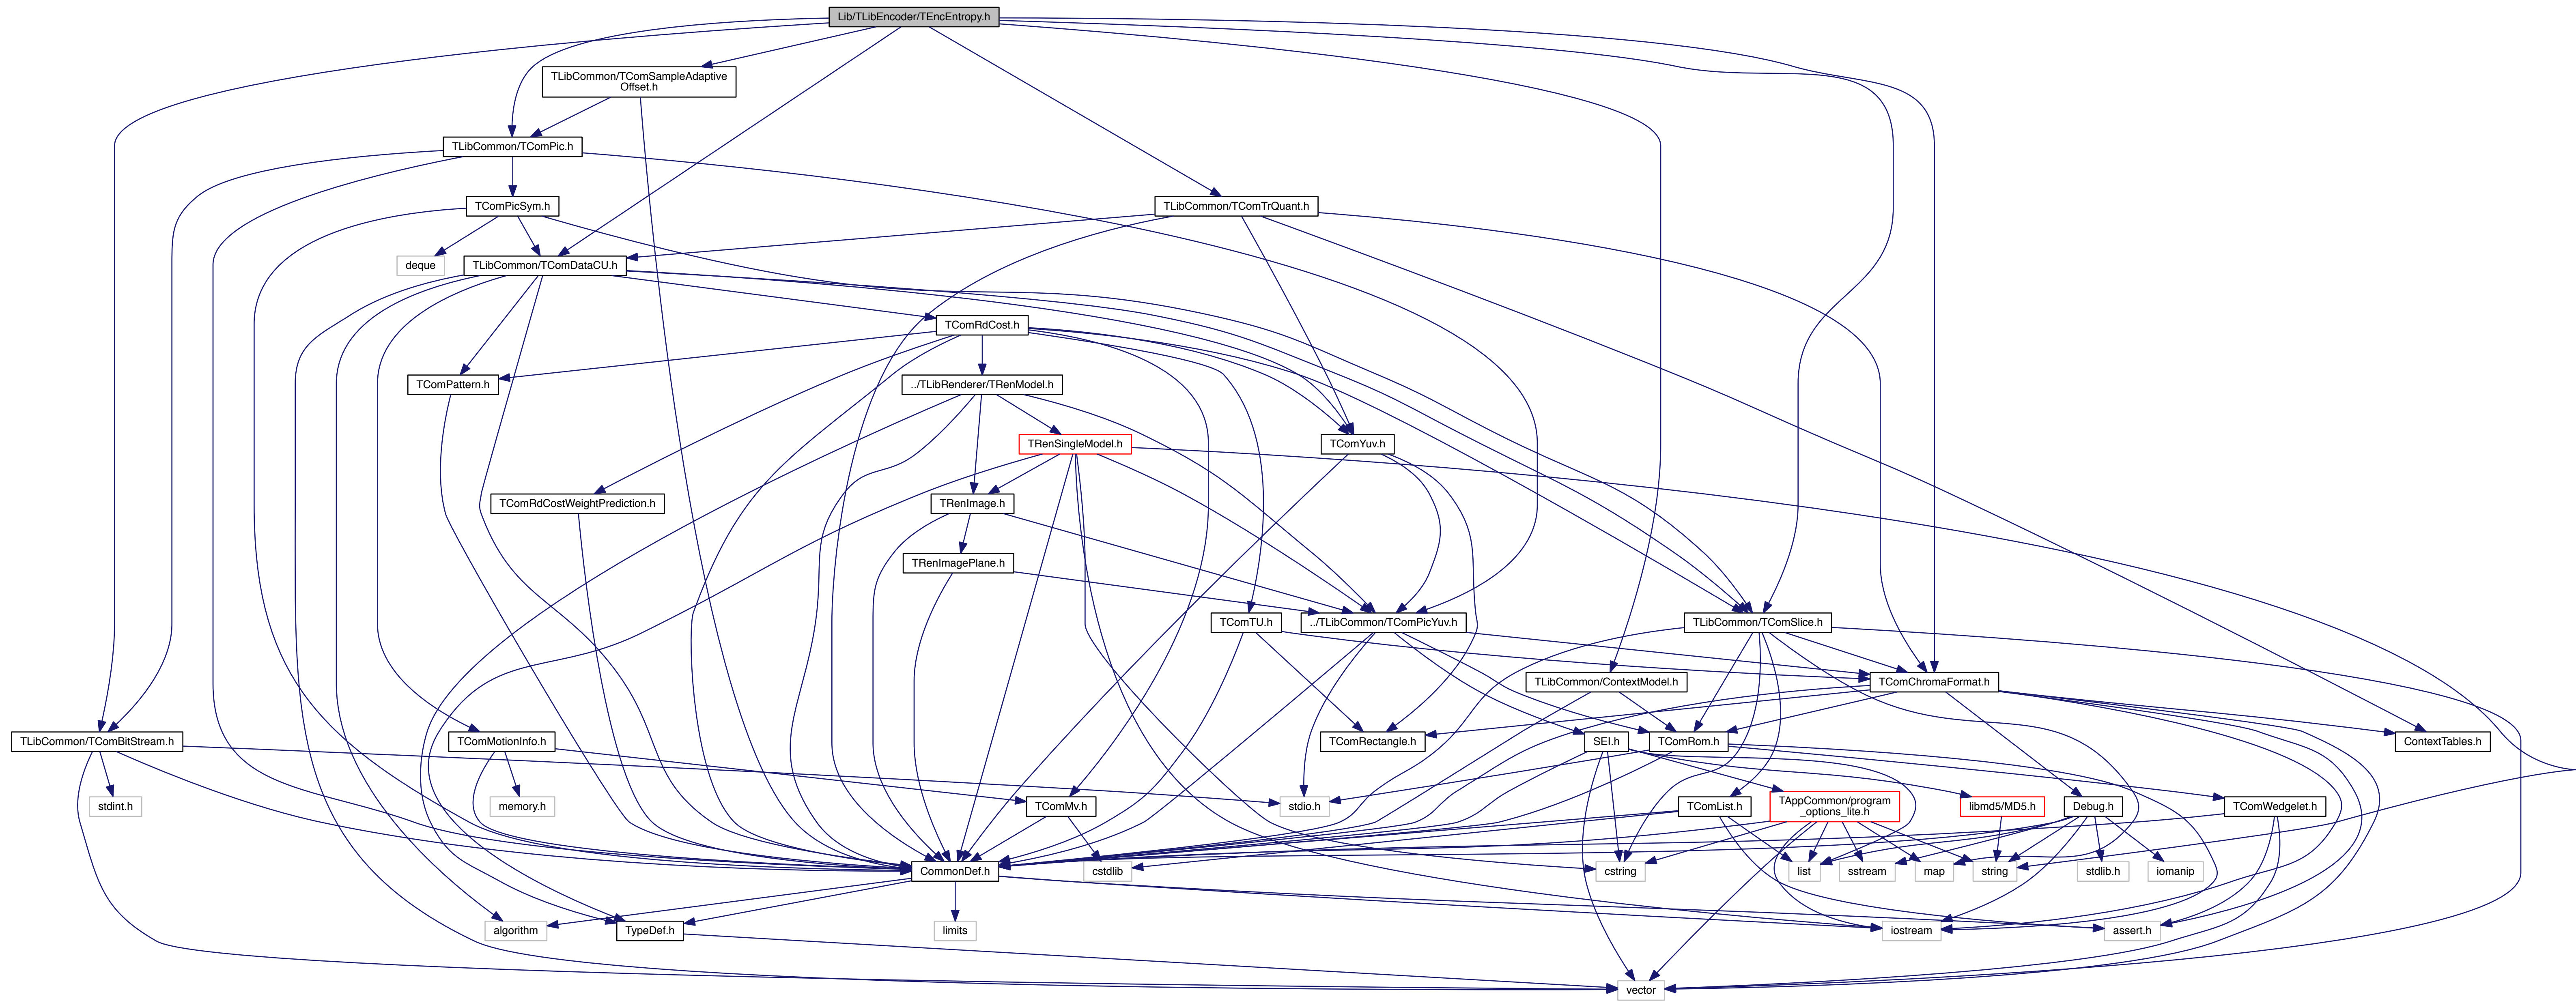 Lib/TLibEncoder/TEncEntropy.h
TLibCommon/TComSampleAdaptive
Offset.h
TLibCommon/TComPic.h
TComPicSym.h
TLibCommon/TComTrQuant.h
deque
TLibCommon/TComDataCU.h
TComRdCost.h
TComPattern.h
../TLibRenderer/TRenModel.h
TRenSingleModel.h
TComYuv.h
TComRdCostWeightPrediction.h
TRenImage.h
TRenImagePlane.h
TComTU.h
../TLibCommon/TComPicYuv.h
TLibCommon/TComSlice.h
TLibCommon/ContextModel.h
TComChromaFormat.h
TLibCommon/TComBitStream.h
TComMotionInfo.h
TComRectangle.h
SEI.h
TComRom.h
ContextTables.h
stdint.h
memory.h
stdio.h
TComMv.h
TComList.h
TAppCommon/program
_options_lite.h
libmd5/MD5.h
Debug.h
TComWedgelet.h
CommonDef.h
cstdlib
cstring
list
sstream
map
string
stdlib.h
iomanip
algorithm
TypeDef.h
limits
iostream
assert.h
vector